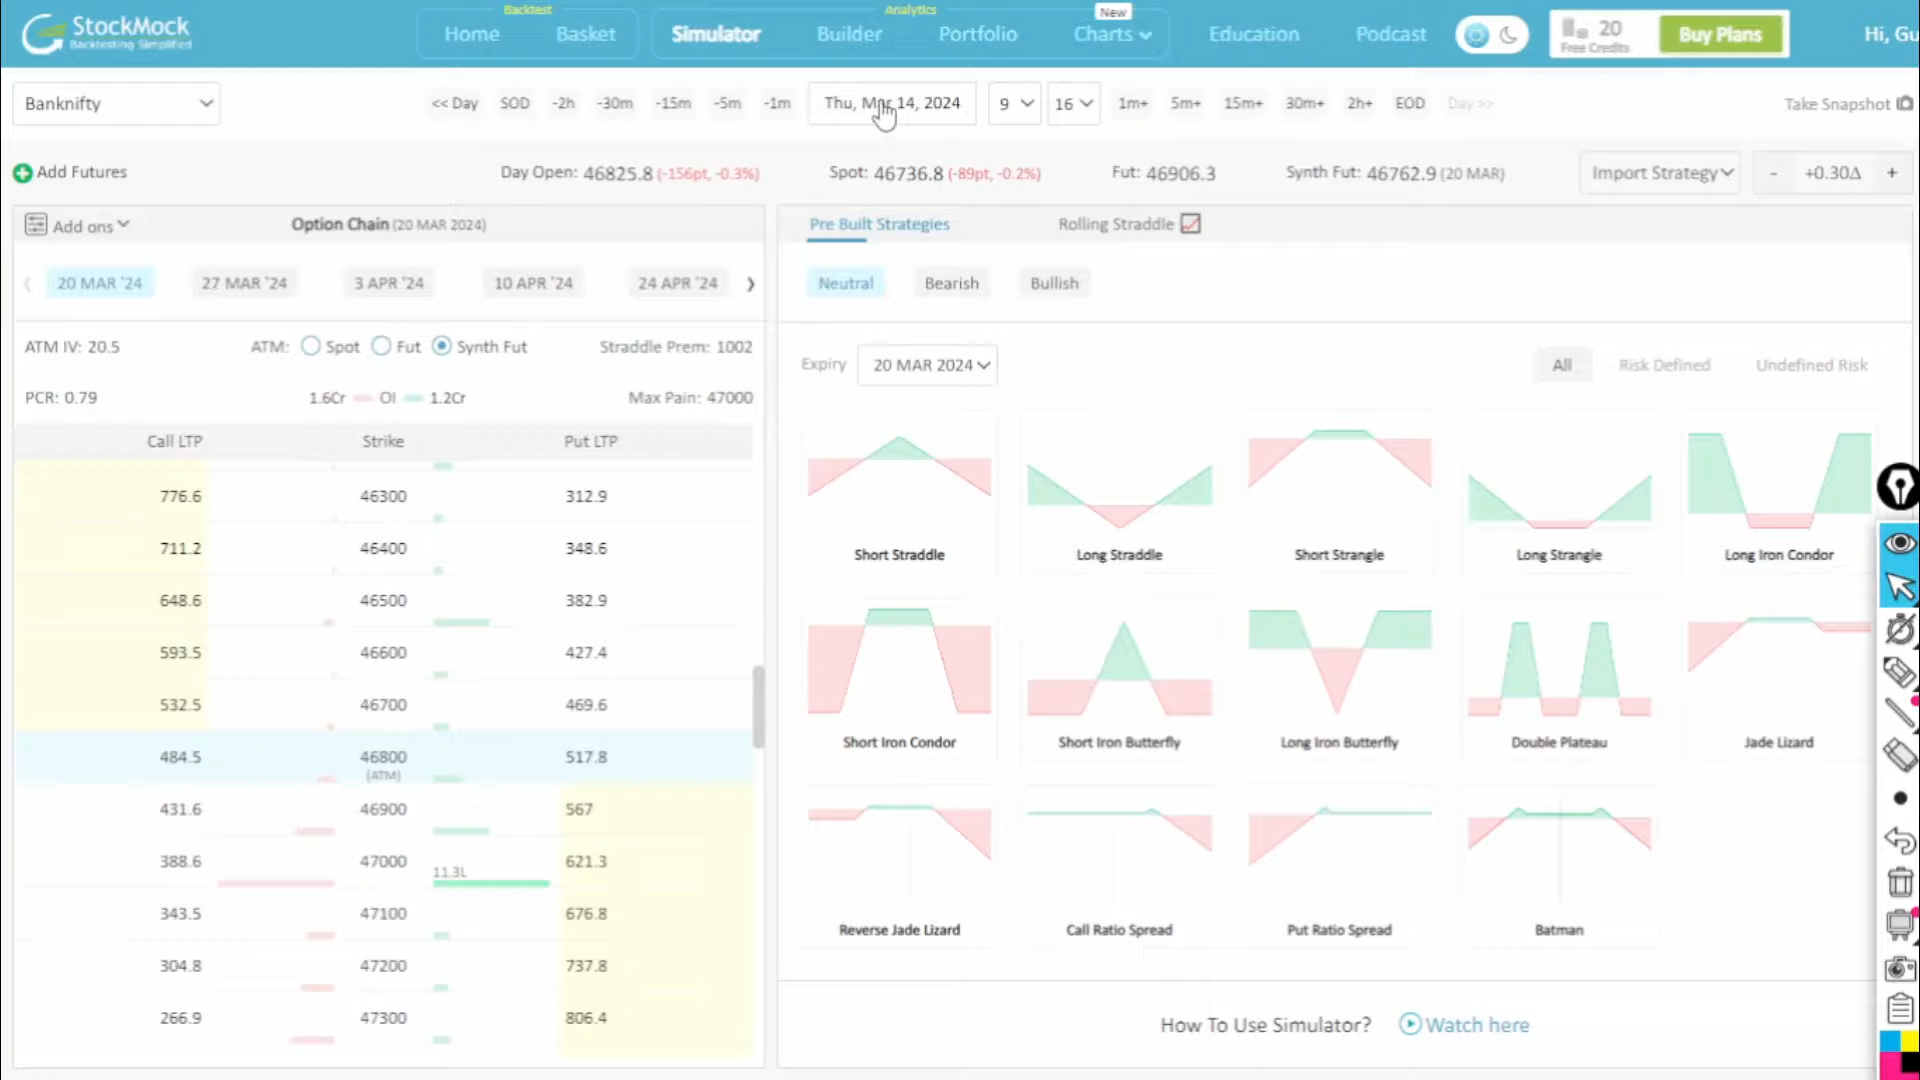 StockMock
Backtesting Simplified
Backtest
Home
Basket
Simulator
Analytics
Builder
Portfolio
New
Charts
Education
Podcast
20
Free Credits
Buy Plans
Hi, Gu
Banknifty
<< Day
SOD
-2h
-30m
-15m
-5m
-1m
Thu, Mar 14, 2024
9
16
1m+
5m+
15m+
30m+
2h+
EOD
Day >>
Take Snapshot
Add Futures
Day Open: 46825.8 (-156pt, -0.3%)
Spot: 46736.8 (-89pt, -0.2%)
Fut: 46906.3
Synth Fut: 46762.9 (20 MAR)
Import Strategy
- +0.30Δ +
Add ons
Option Chain (20 MAR 2024)
20 MAR '24
27 MAR '24
3 APR '24
10 APR '24
24 APR '24
ATM IV: 20.5
ATM: Spot Fut Synth Fut
Straddle Prem: 1002
PCR: 0.79
1.6Cr OI 1.2Cr
Max Pain: 47000
Call LTP Strike Put LTP
776.6 46300 312.9
711.2 46400 348.6
648.6 46500 382.9
593.5 46600 427.4
532.5 46700 469.6
484.5 46800 517.8
(ATM)
431.6 46900 567
388.6 47000 11.3L 621.3
343.5 47100 676.8
304.8 47200 737.8
266.9 47300 806.4
Pre Built Strategies
Rolling Straddle
Neutral
Bearish
Bullish
Expiry 20 MAR 2024
All
Risk Defined
Undefined Risk
Short Straddle
Long Straddle
Short Strangle
Long Strangle
Long Iron Condor
Short Iron Condor
Short Iron Butterfly
Long Iron Butterfly
Double Plateau
Jade Lizard
Reverse Jade Lizard
Call Ratio Spread
Put Ratio Spread
Batman
How To Use Simulator?
Watch here